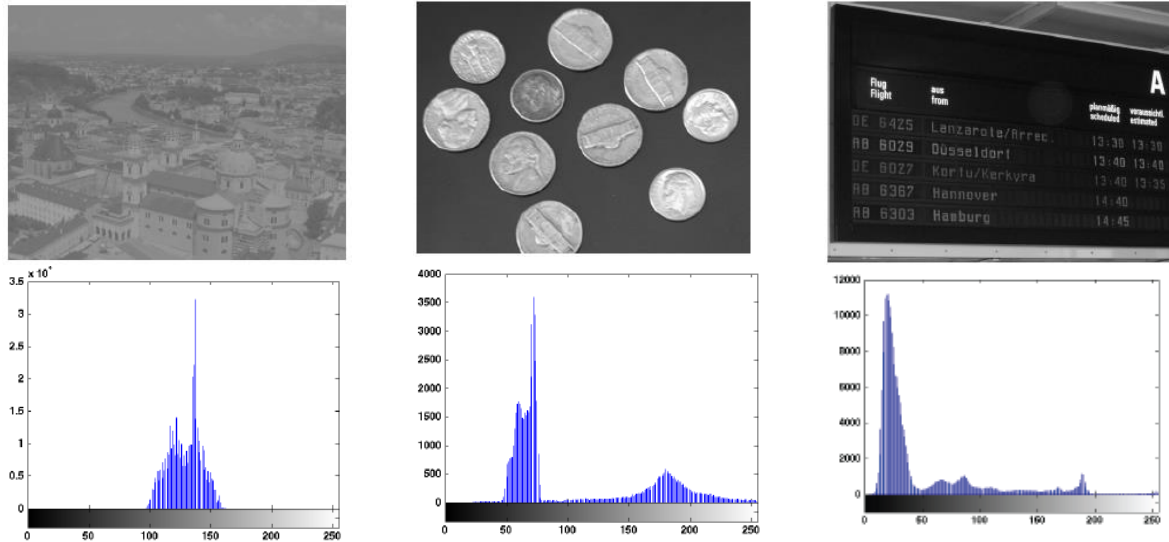 Flug
Flight
aus
from
planmäßig
scheduled
voraussichtl.
estimated
A
DE 6425 Lanzarote/Arrec. 13:30 13:30
AB 6029 Düsseldorf 13:40 13:40
DE 6027 Korfu/Kerkyra 13:40 13:35
AB 6367 Hannover 14:40
AB 6303 Hamburg 14:45
x 10⁴
3.5
3
2.5
2
1.5
1
0.5
0
0 50 100 150 200 250
4000
3500
3000
2500
2000
1500
1000
500
0
0 50 100 150 200 250
12000
10000
8000
6000
4000
2000
0
0 50 100 150 200 250